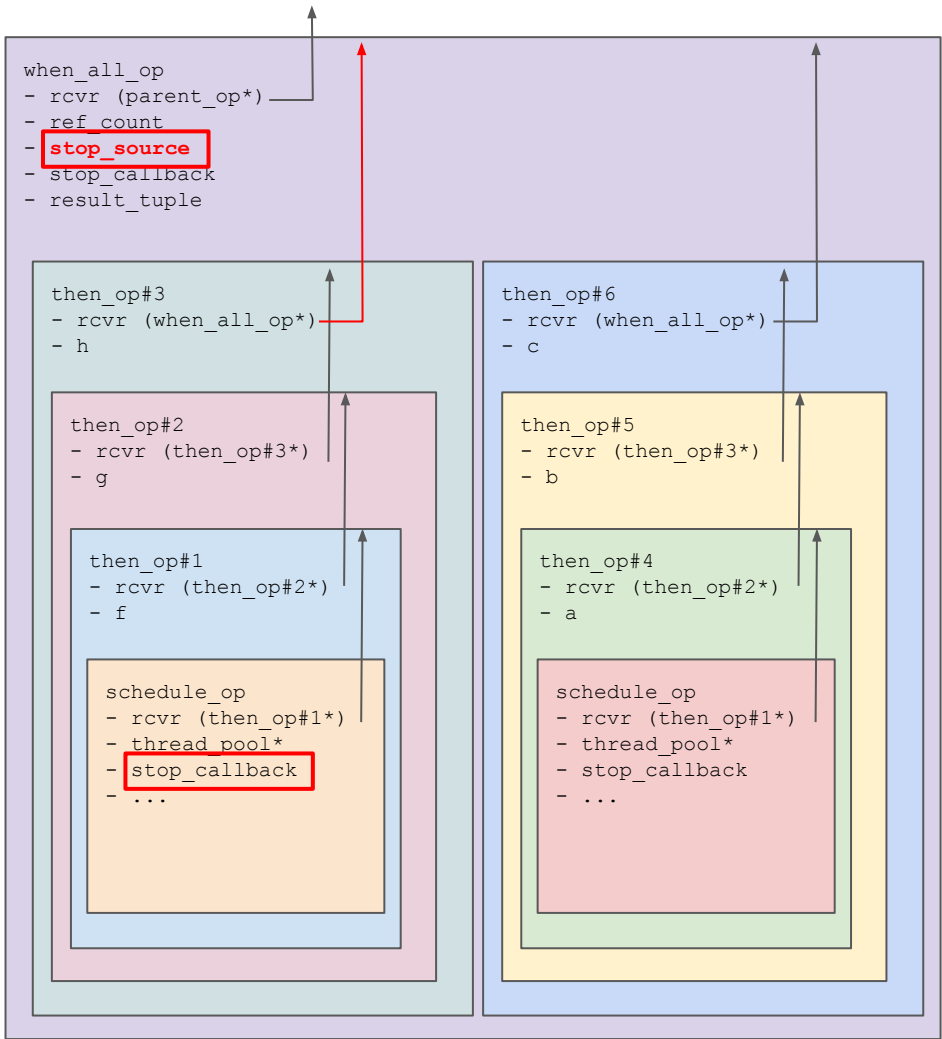 when_all_op
- rcvr (parent_op*)
- ref_count
- stop_source
- stop_callback
- result_tuple
then_op#3
- rcvr (when_all_op*)
- h
then_op#2
- rcvr (then_op#3*)
- g
then_op#1
- rcvr (then_op#2*)
- f
schedule_op
- rcvr (then_op#1*)
- thread_pool*
- stop_callback
- ...
then_op#6
- rcvr (when_all_op*)
- c
then_op#5
- rcvr (then_op#3*)
- b
then_op#4
- rcvr (then_op#2*)
- a
schedule_op
- rcvr (then_op#1*)
- thread_pool*
- stop_callback
- ...